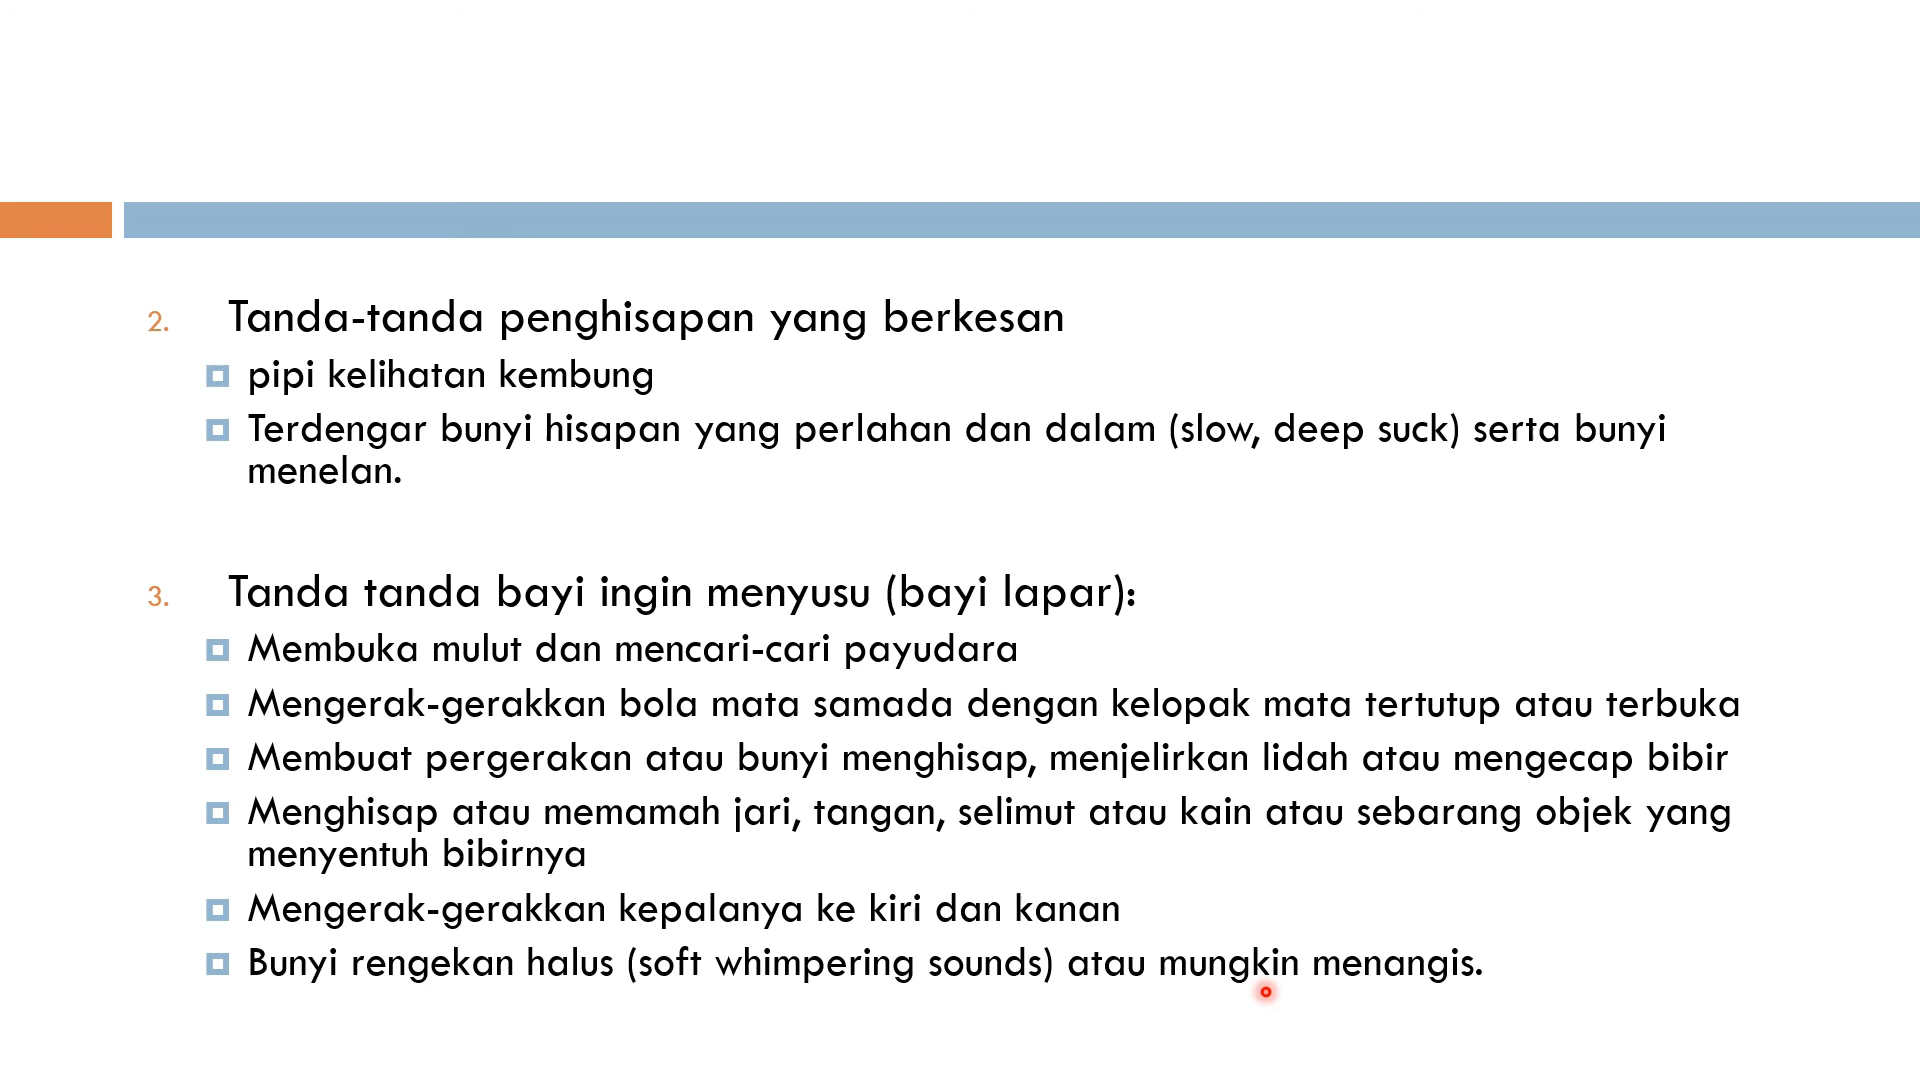 2. Tanda-tanda penghisapan yang berkesan
pipi kelihatan kembung
Terdengar bunyi hisapan yang perlahan dan dalam (slow, deep suck) serta bunyi
menelan.
3. Tanda tanda bayi ingin menyusu (bayi lapar):
Membuka mulut dan mencari-cari payudara
Mengerak-gerakkan bola mata samada dengan kelopak mata tertutup atau terbuka
Membuat pergerakan atau bunyi menghisap, menjelirkan lidah atau mengecap bibir
Menghisap atau memamah jari, tangan, selimut atau kain atau sebarang objek yang
menyentuh bibirnya
Mengerak-gerakkan kepalanya ke kiri dan kanan
Bunyi rengekan halus (soft whimpering sounds) atau mungkin menangis.